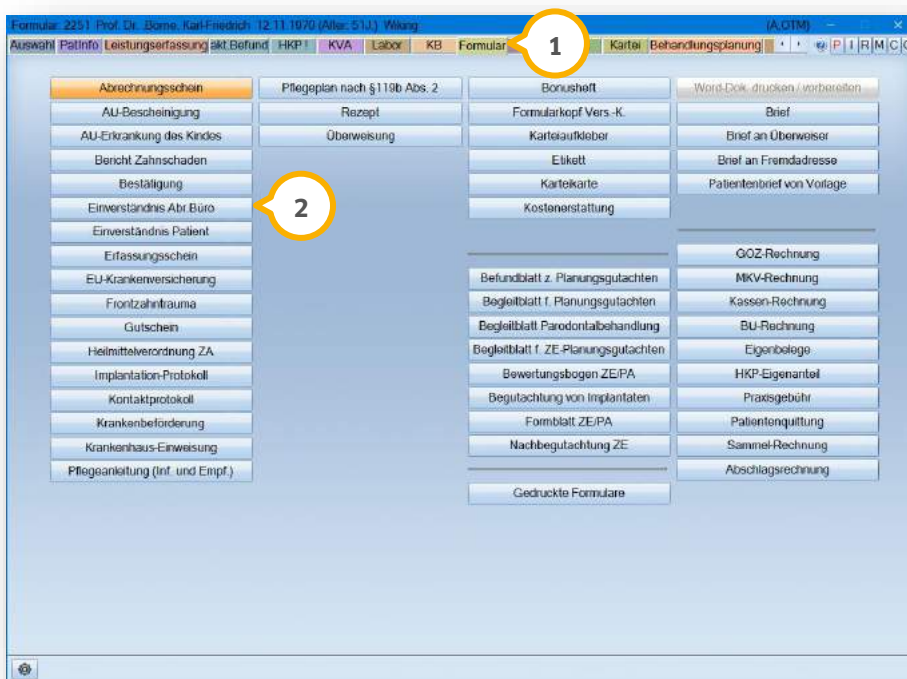 Formular: 2251 Prof. Dr. Börne, Karl-Friedrich 12.11.1970 (Alter: 51J.) Wiking (A,OTM)
Auswahl PatInfo Leistungserfassung akt.Befund HKP ! KVA Labor KB Formular Kartei Behandlungsplanung P I R M C
1
Abrechnungsschein
AU-Bescheinigung
AU-Erkrankung des Kindes
Bericht Zahnschaden
Bestätigung
Einverständnis Abr.Büro
2
Einverständnis Patient
Erfassungsschein
EU-Krankenversicherung
Frontzahntrauma
Gutschein
Heilmittelverordnung ZA
Implantation-Protokoll
Kontaktprotokoll
Krankenbeförderung
Krankenhaus-Einweisung
Pflegeanleitung (Inf. und Empf.)
Pflegeplan nach §119b Abs. 2
Rezept
Überweisung
Bonusheft
Formularkopf Vers.-K.
Karteiaufkleber
Etikett
Karteikarte
Kostenerstattung
Befundblatt z. Planungsgutachten
Begleitblatt f. Planungsgutachten
Begleitblatt Parodontalbehandlung
Begleitblatt f. ZE-Planungsgutachten
Bewertungsbogen ZE/PA
Begutachtung von Implantaten
Formblatt ZE/PA
Nachbegutachtung ZE
Gedruckte Formulare
Word-Dok. drucken / vorbereiten
Brief
Brief an Überweiser
Brief an Fremdadresse
Patientenbrief von Vorlage
GOZ-Rechnung
MKV-Rechnung
Kassen-Rechnung
BU-Rechnung
Eigenbelege
HKP-Eigenanteil
Praxisgebühr
Patientenquittung
Sammel-Rechnung
Abschlagsrechnung